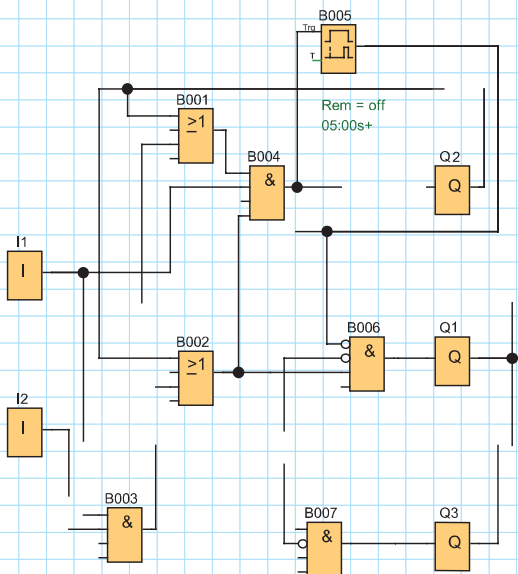 B005
Trg
T
Rem = off
05:00s+
B001
≥1
B004
&
Q2
Q
I1
I
B002
≥1
B006
&
Q1
Q
I2
I
B003
&
B007
&
Q3
Q